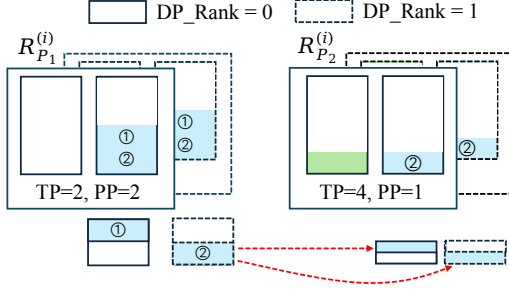 DP_Rank = 0 DP_Rank = 1
R_{P_1}^{(i)} R_{P_2}^{(i)}
① ①
② ② ② ②
TP=2, PP=2 TP=4, PP=1
① ②